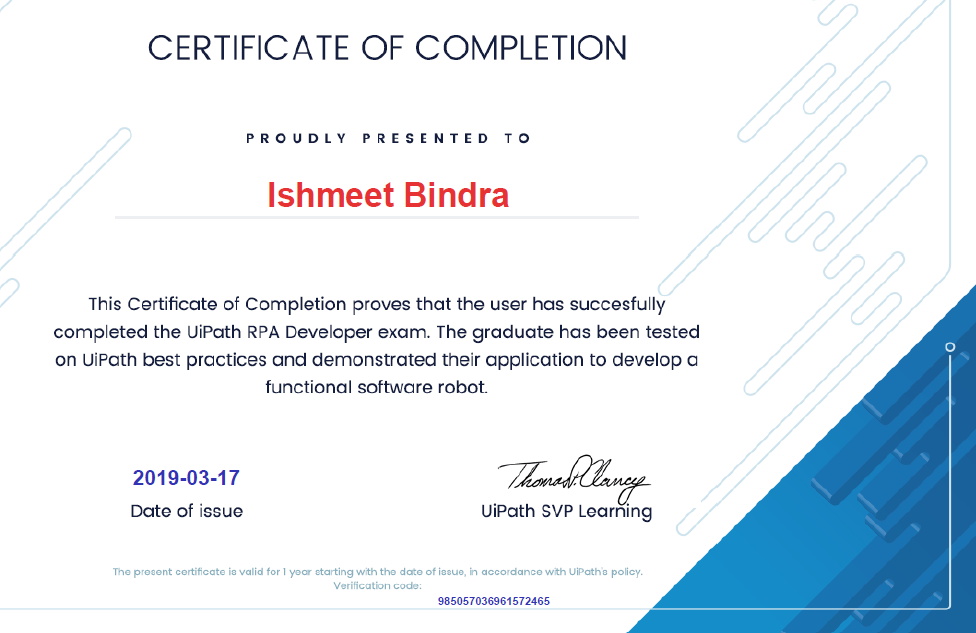 CERTIFICATE OF COMPLETION
PROUDLY PRESENTED TO
Ishmeet Bindra
This Certificate of Completion proves that the user has succesfully
completed the UiPath RPA Developer exam. The graduate has been tested
on UiPath best practices and demonstrated their application to develop a
functional software robot.
2019-03-17
Date of issue
Thomas P. Clancy
UiPath SVP Learning
The present certificate is valid for 1 year starting with the date of issue, in accordance with UiPath's policy.
Verification code:
985057036961572465